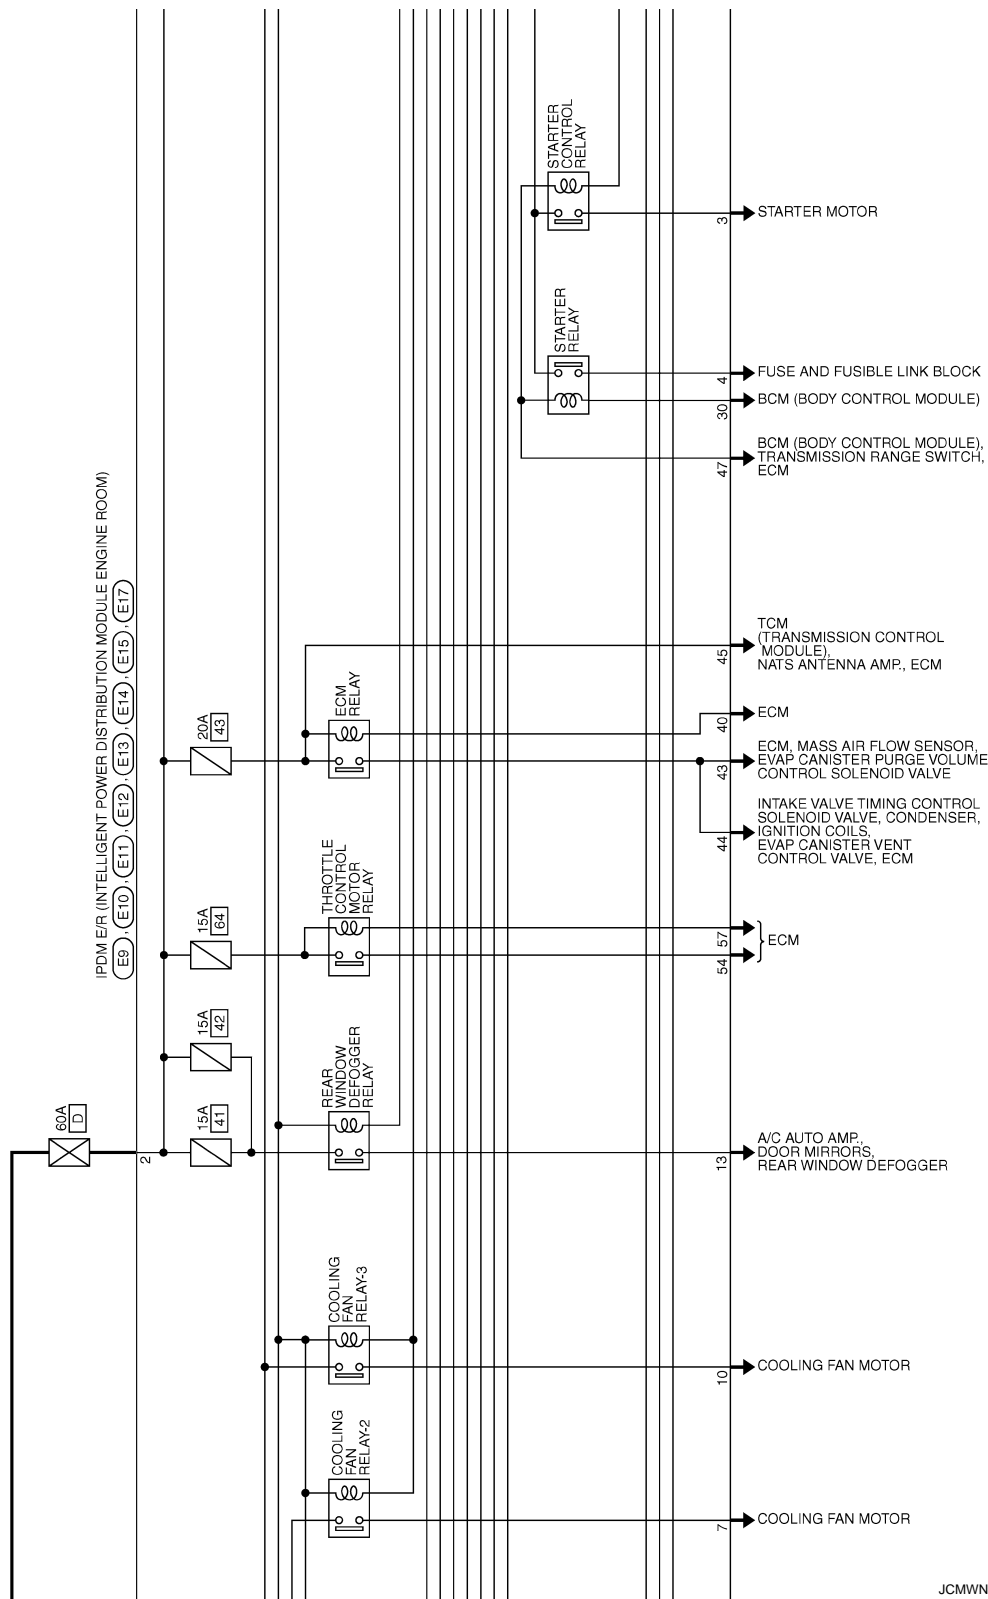 STARTER
CONTROL
RELAY
3
STARTER MOTOR
STARTER
RELAY
4
FUSE AND FUSIBLE LINK BLOCK
30
BCM (BODY CONTROL MODULE)
47
BCM (BODY CONTROL MODULE),
TRANSMISSION RANGE SWITCH,
ECM
IPDM E/R (INTELLIGENT POWER DISTRIBUTION MODULE ENGINE ROOM)
E9 , E10 , E11 , E12 , E13 , E14 , E15 , E17
45
TCM
(TRANSMISSION CONTROL
MODULE),
NATS ANTENNA AMP., ECM
20A
43
ECM
RELAY
40
ECM
43
ECM, MASS AIR FLOW SENSOR,
EVAP CANISTER PURGE VOLUME
CONTROL SOLENOID VALVE
44
INTAKE VALVE TIMING CONTROL
SOLENOID VALVE, CONDENSER,
IGNITION COILS,
EVAP CANISTER VENT
CONTROL VALVE, ECM
15A
64
THROTTLE
CONTROL
MOTOR
RELAY
57
54
ECM
15A
42
60A
D
2
15A
41
REAR
WINDOW
DEFOGGER
RELAY
13
A/C AUTO AMP.,
DOOR MIRRORS,
REAR WINDOW DEFOGGER
COOLING
FAN
RELAY-3
10
COOLING FAN MOTOR
COOLING
FAN
RELAY-2
7
COOLING FAN MOTOR
JCMWN